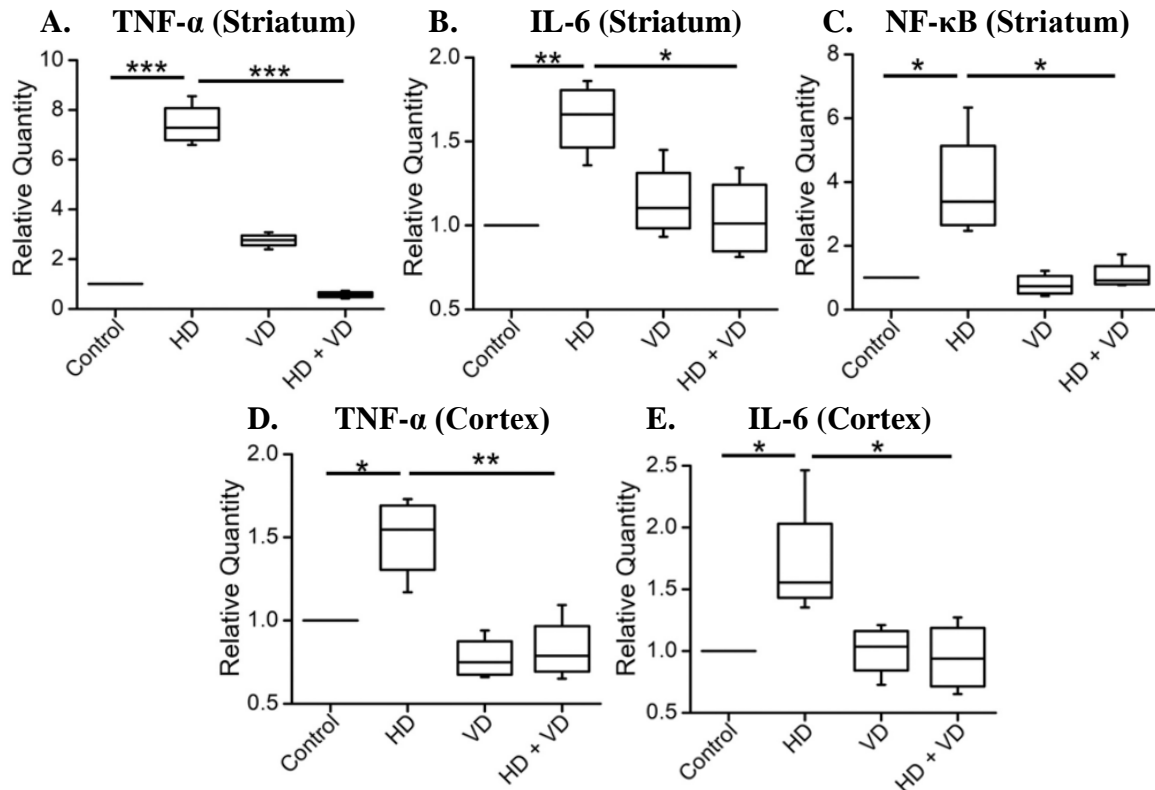 A. TNF-α (Striatum)
*** ***
Relative Quantity
10
8
6
4
2
0
Control
HD
VD
HD + VD
B. IL-6 (Striatum)
** *
Relative Quantity
2.0
1.5
1.0
0.5
Control
HD
VD
HD + VD
C. NF-κB (Striatum)
* *
Relative Quantity
8
6
4
2
0
Control
HD
VD
HD + VD
D. TNF-α (Cortex)
* **
Relative Quantity
2.0
1.5
1.0
0.5
Control
HD
VD
HD + VD
E. IL-6 (Cortex)
* *
Relative Quantity
2.5
2.0
1.5
1.0
0.5
Control
HD
VD
HD + VD